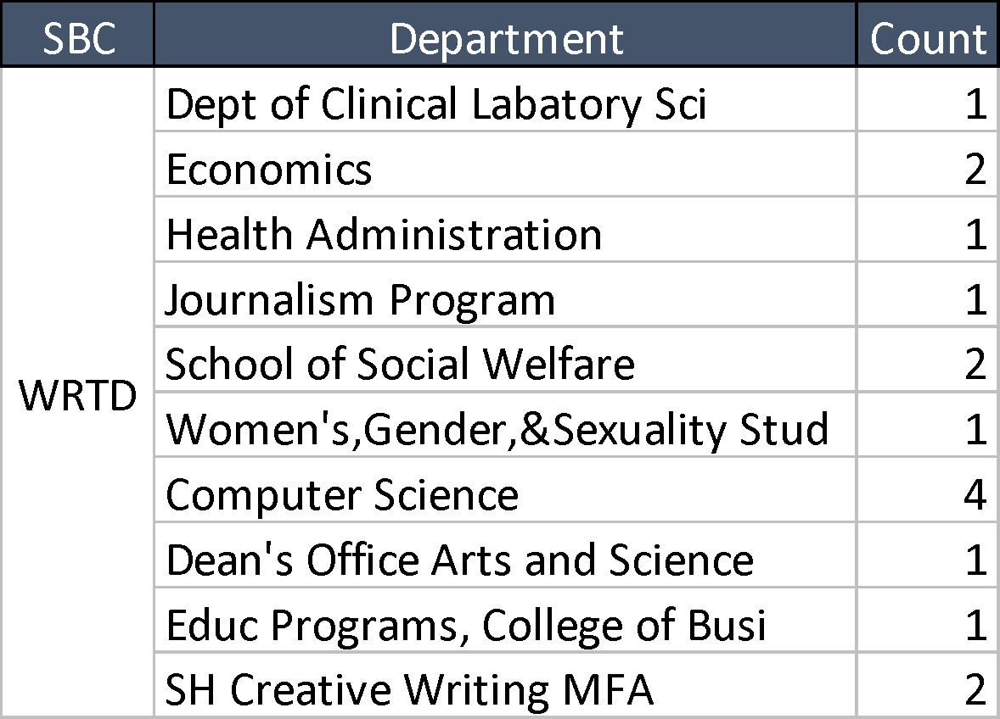 SBC Department Count
Dept of Clinical Labatory Sci 1
Economics 2
Health Administration 1
Journalism Program 1
School of Social Welfare 2
WRTD
Women's,Gender,&Sexuality Stud 1
Computer Science 4
Dean's Office Arts and Science 1
Educ Programs, College of Busi 1
SH Creative Writing MFA 2